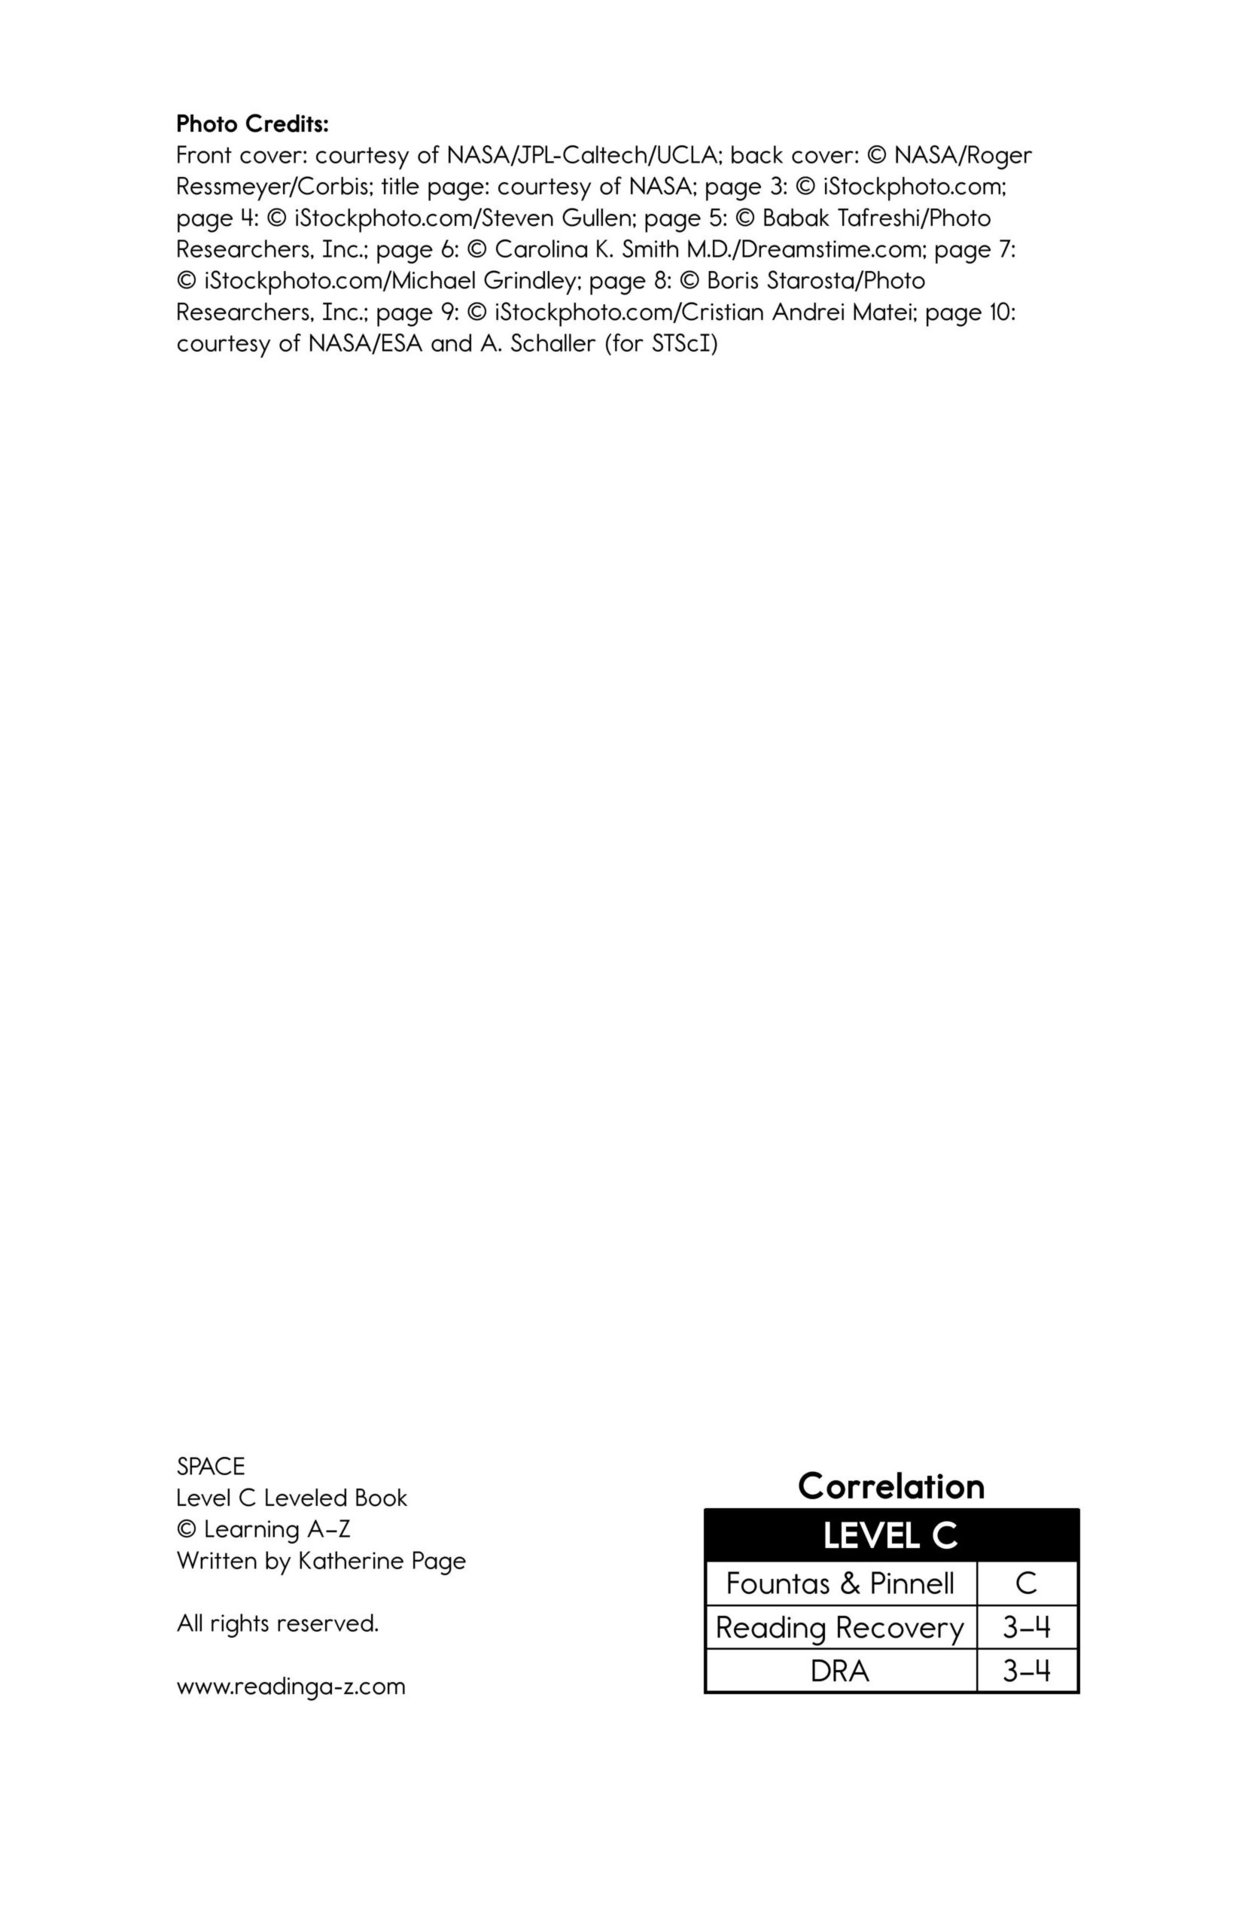 Photo Credits:
Front cover: courtesy of NASA/JPL-Caltech/UCLA; back cover: © NASA/Roger
Ressmeyer/Corbis; title page: courtesy of NASA; page 3: © iStockphoto.com;
page 4: © iStockphoto.com/Steven Gullen; page 5: © Babak Tafreshi/Photo
Researchers, Inc.; page 6: © Carolina K. Smith M.D./Dreamstime.com; page 7:
© iStockphoto.com/Michael Grindley; page 8: © Boris Starosta/Photo
Researchers, Inc.; page 9: © iStockphoto.com/Cristian Andrei Matei; page 10:
courtesy of NASA/ESA and A. Schaller (for STScI)
SPACE
Level C Leveled Book
© Learning A–Z
Written by Katherine Page
All rights reserved.
www.readinga-z.com
Correlation
LEVEL C
Fountas & Pinnell C
Reading Recovery 3–4
DRA 3–4